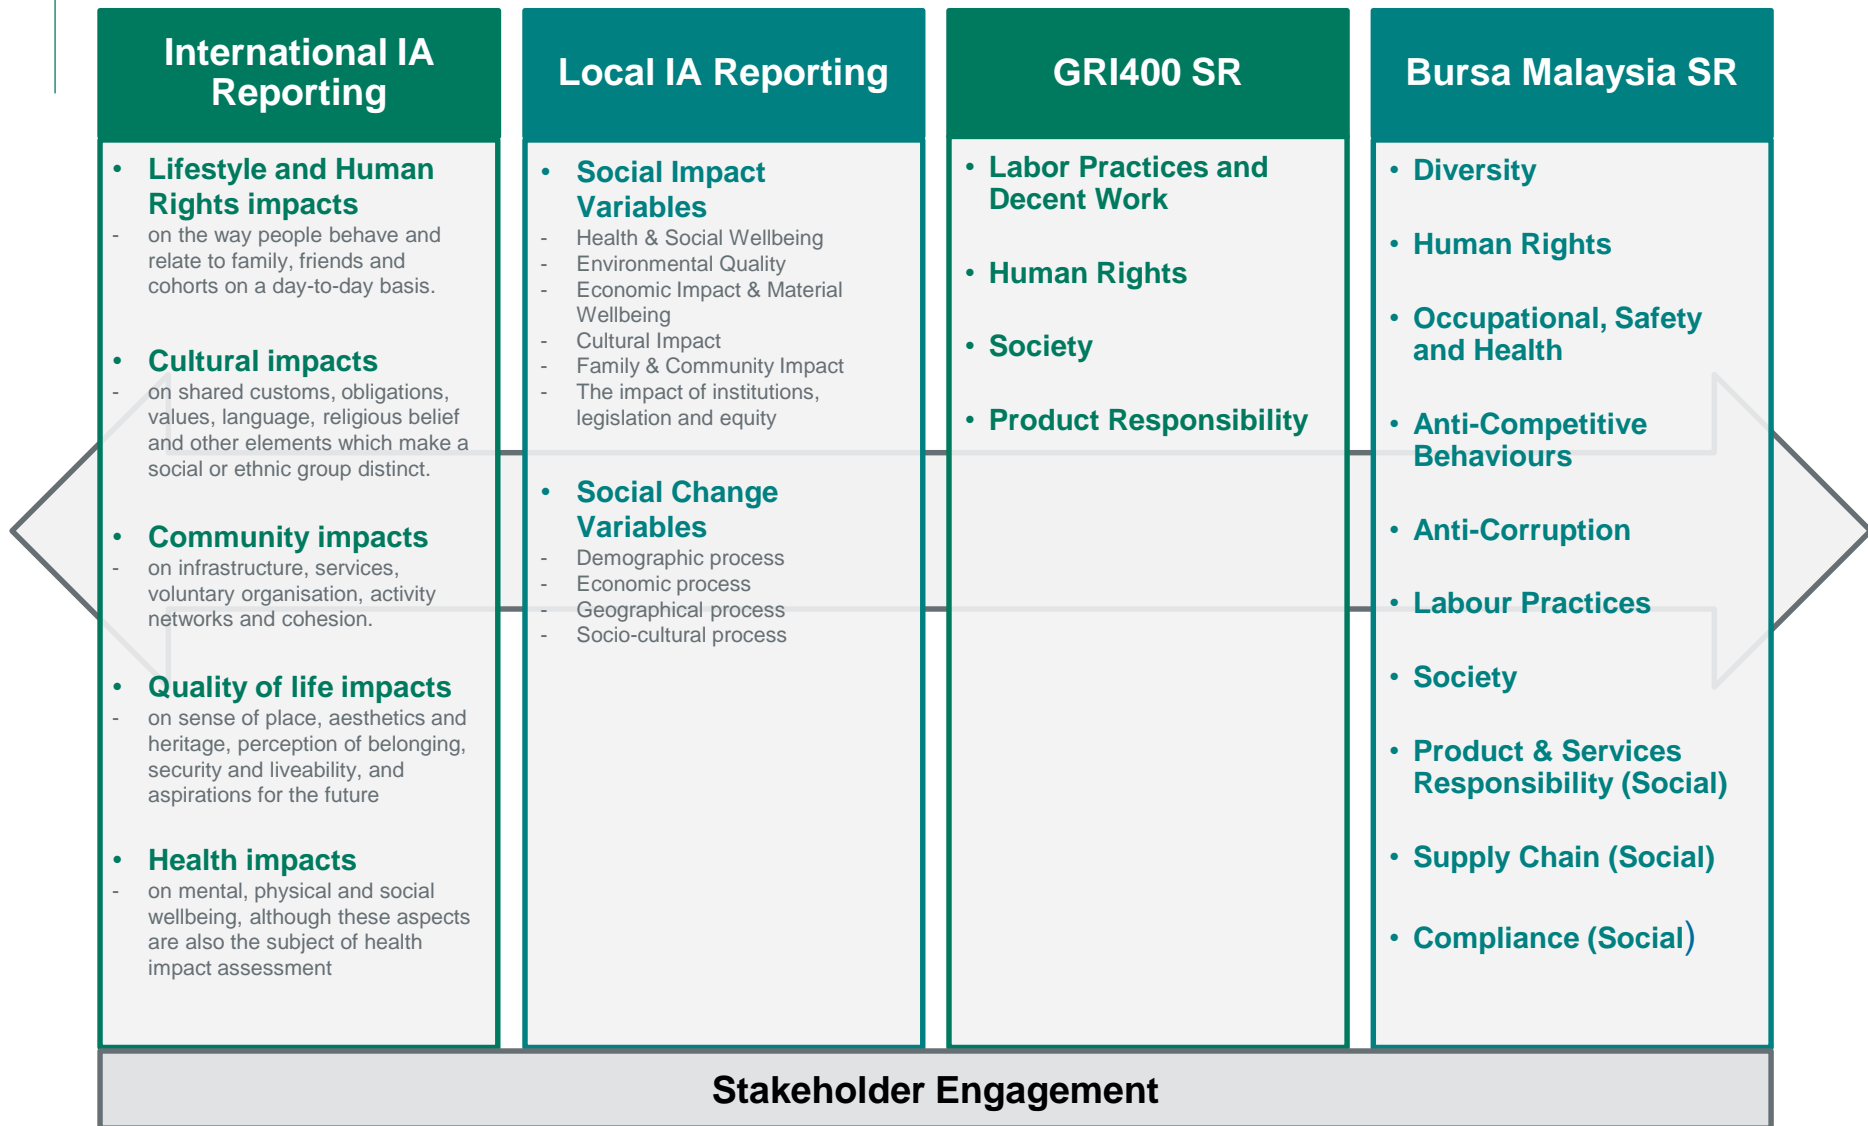 International IA
Reporting
• Lifestyle and Human
Rights impacts
- on the way people behave and
relate to family, friends and
cohorts on a day-to-day basis.
• Cultural impacts
- on shared customs, obligations,
values, language, religious belief
and other elements which make a
social or ethnic group distinct.
• Community impacts
- on infrastructure, services,
voluntary organisation, activity
networks and cohesion.
• Quality of life impacts
- on sense of place, aesthetics and
heritage, perception of belonging,
security and liveability, and
aspirations for the future
• Health impacts
- on mental, physical and social
wellbeing, although these aspects
are also the subject of health
impact assessment
Local IA Reporting
• Social Impact
Variables
- Health & Social Wellbeing
- Environmental Quality
- Economic Impact & Material
Wellbeing
- Cultural Impact
- Family & Community Impact
- The impact of institutions,
legislation and equity
• Social Change
Variables
- Demographic process
- Economic process
- Geographical process
- Socio-cultural process
GRI400 SR
• Labor Practices and
Decent Work
• Human Rights
• Society
• Product Responsibility
Bursa Malaysia SR
• Diversity
• Human Rights
• Occupational, Safety
and Health
• Anti-Competitive
Behaviours
• Anti-Corruption
• Labour Practices
• Society
• Product & Services
Responsibility (Social)
• Supply Chain (Social)
• Compliance (Social)
Stakeholder Engagement